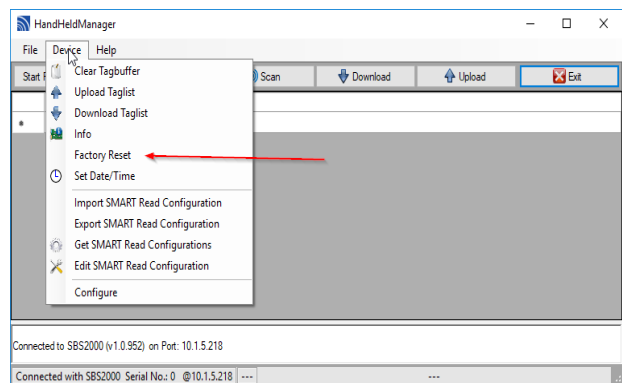 HandHeldManager
File Device Help
Start
Scan Download Upload Exit
Clear Tagbuffer
Upload Taglist
Download Taglist
Info
Factory Reset
Set Date/Time
Import SMART Read Configuration
Export SMART Read Configuration
Get SMART Read Configurations
Edit SMART Read Configuration
Configure
Connected to SBS2000 (v1.0.952) on Port: 10.1.5.218
Connected with SBS2000 Serial No.: 0 @10.1.5.218 --- ---